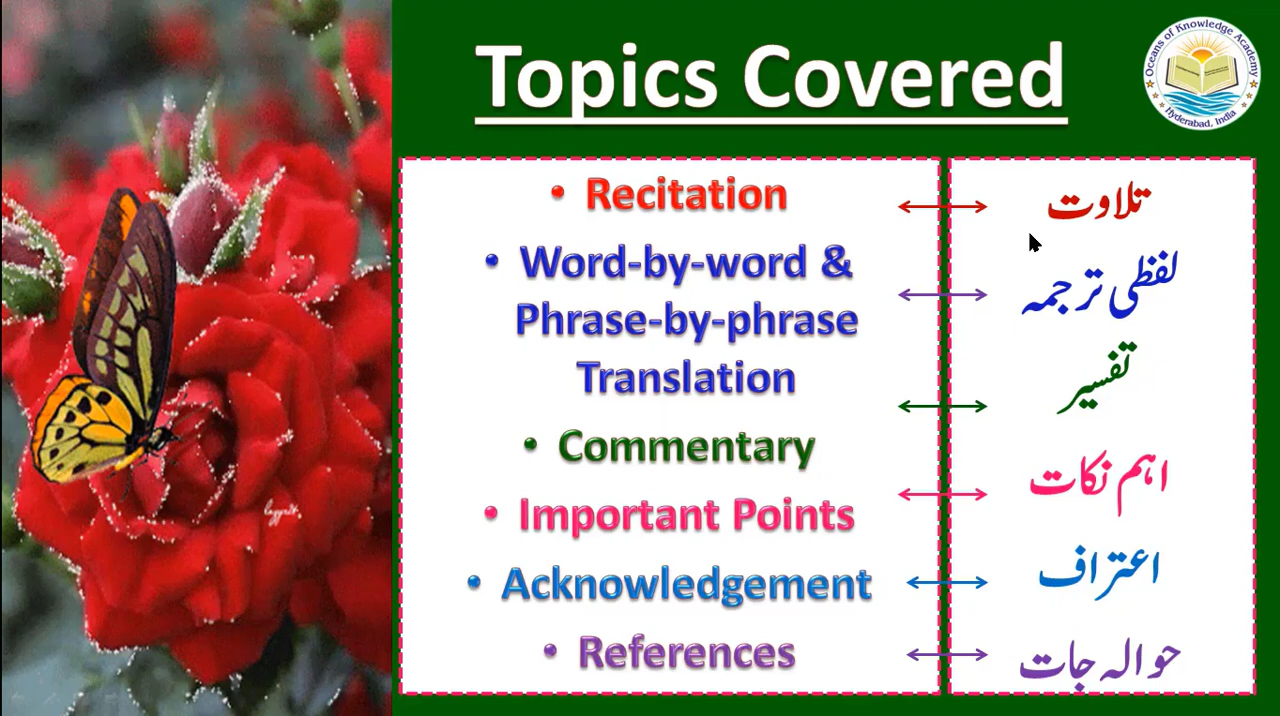 Topics Covered
Oceans of Knowledge Academy
Hyderabad, India
• Recitation
تلاوت
• Word-by-word &
Phrase-by-phrase
Translation
لفظی ترجمہ
• Commentary
تفسیر
• Important Points
اہم نکات
• Acknowledgement
اعتراف
• References
حوالہ جات